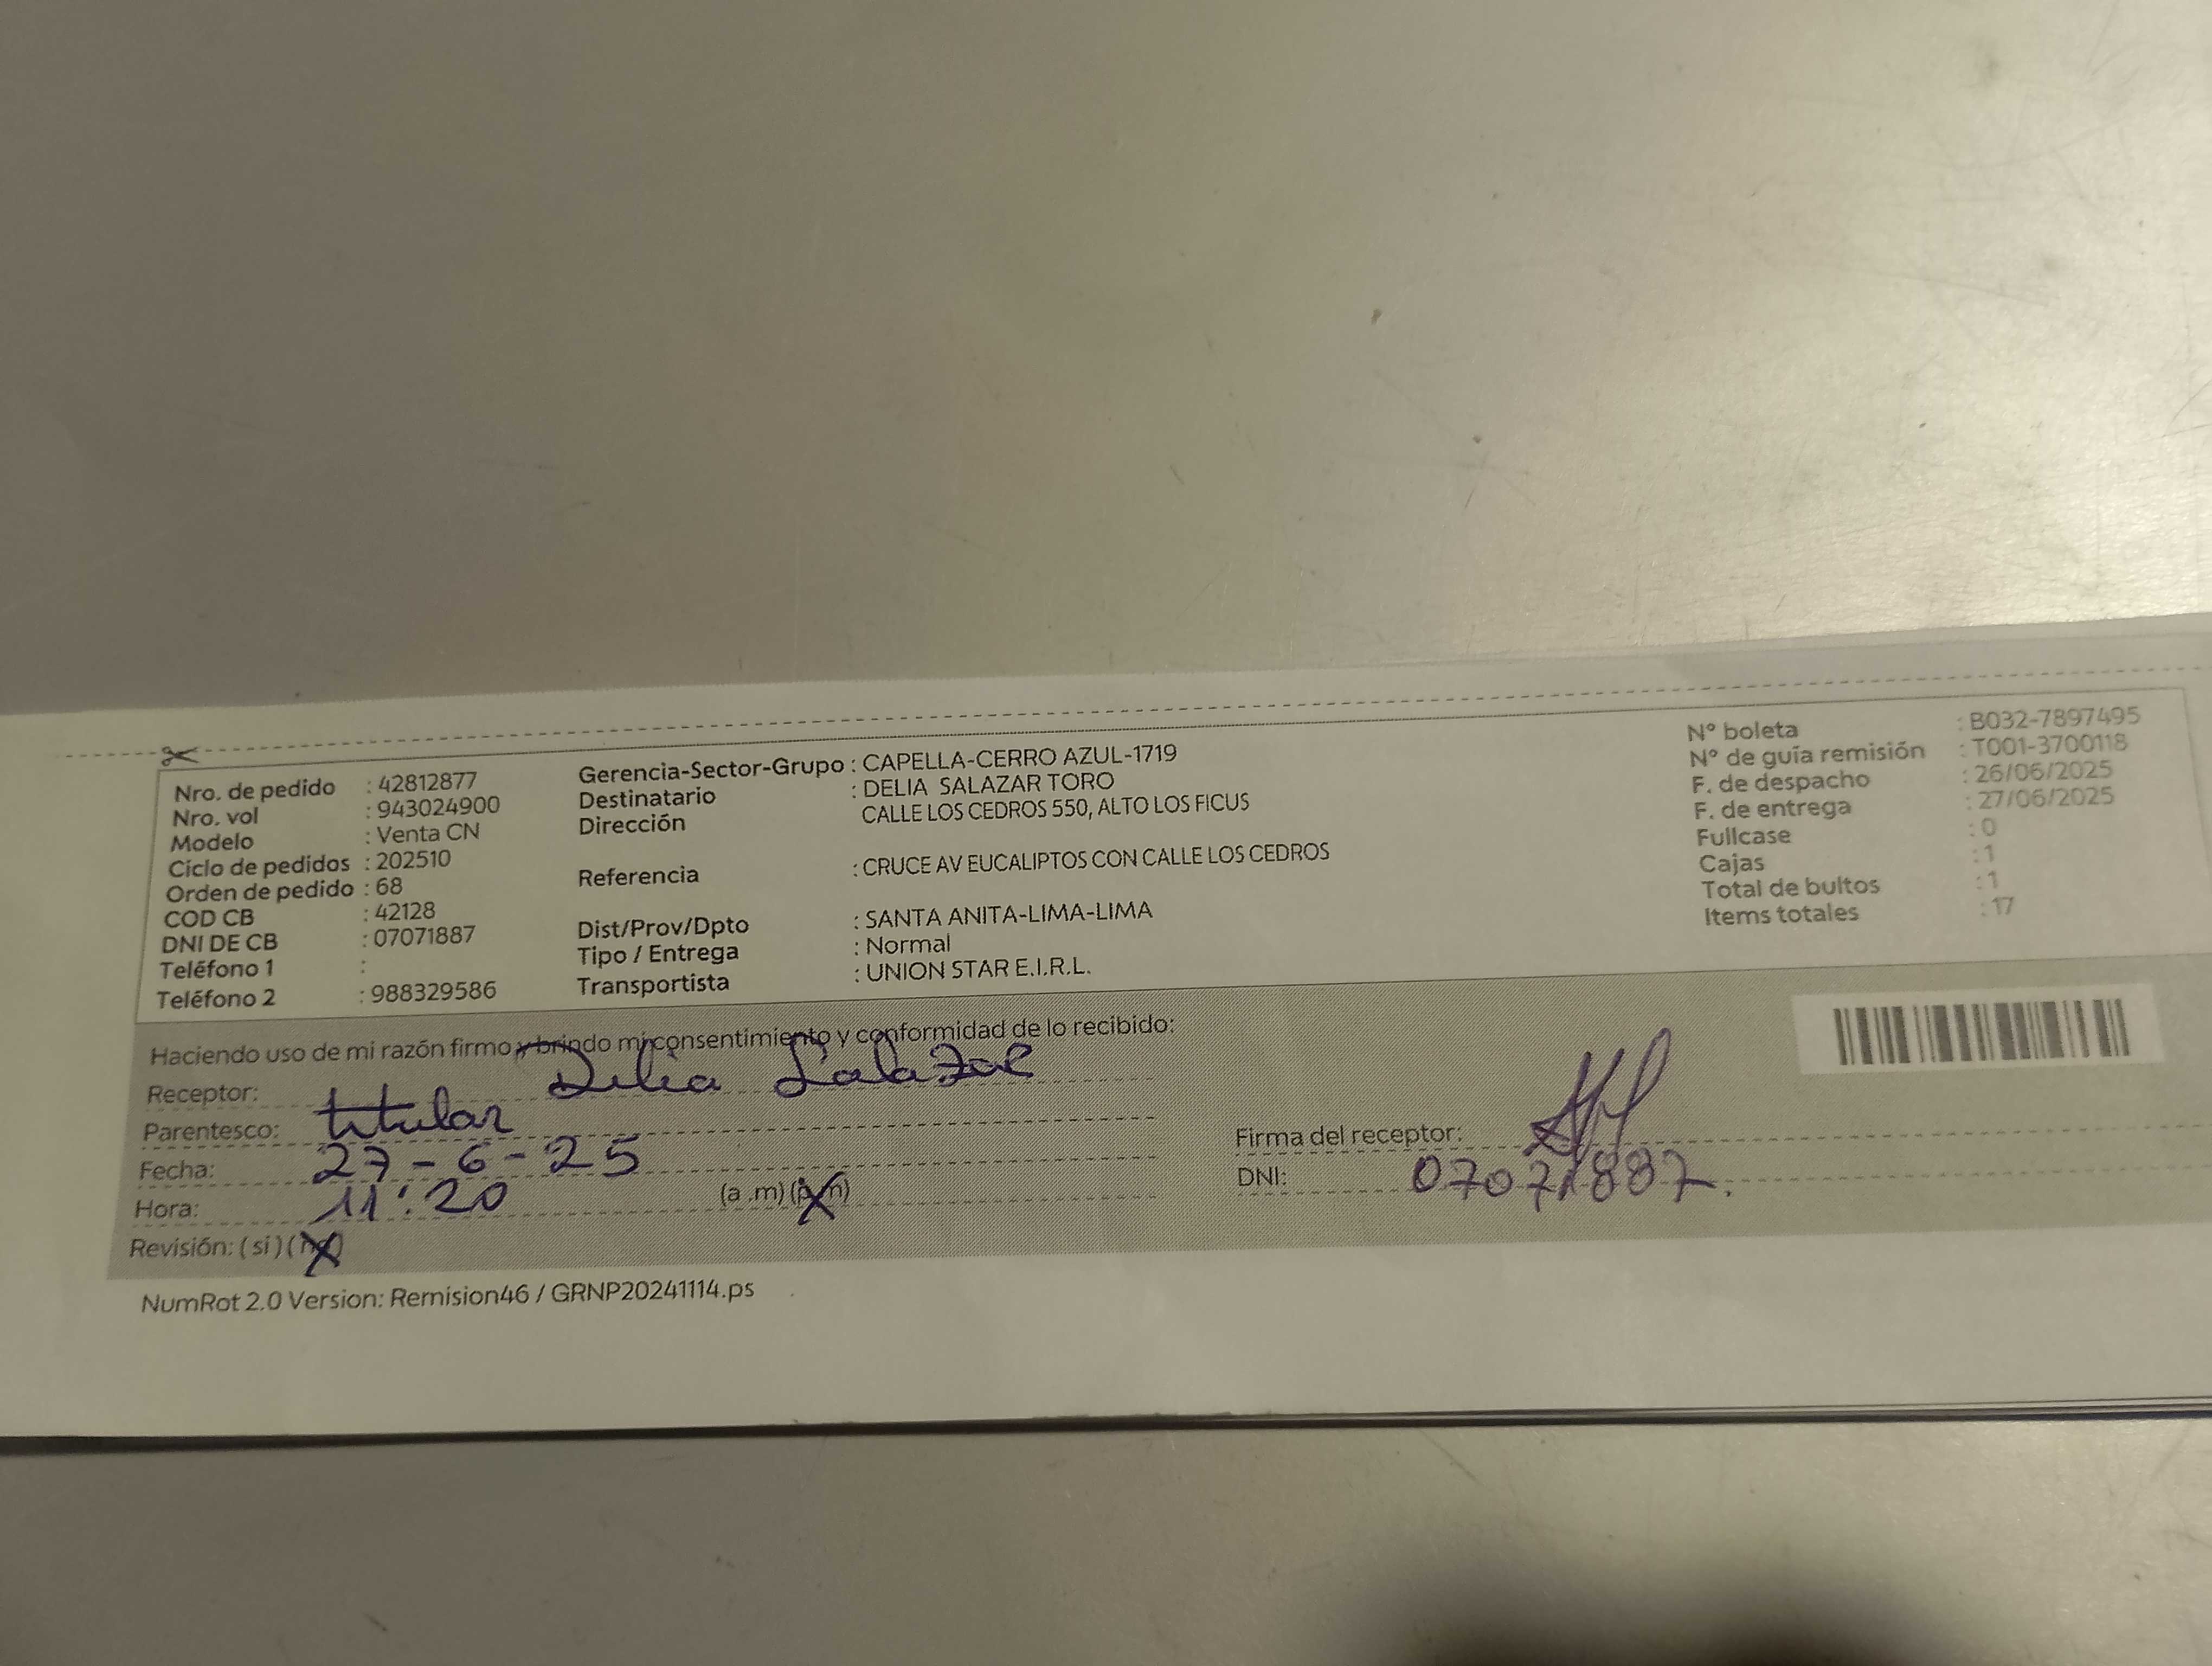 Nro. de pedido : 42812877
Nro. vol : 943024900
Modelo : Venta CN
Ciclo de pedidos : 202510
Orden de pedido : 68
COD CB : 42128
DNI DE CB : 07071887
Teléfono 1 :
Teléfono 2 : 988329586
Gerencia-Sector-Grupo : CAPELLA-CERRO AZUL-1719
Destinatario : DELIA SALAZAR TORO
Dirección CALLE LOS CEDROS 550, ALTO LOS FICUS
Referencia : CRUCE AV EUCALIPTOS CON CALLE LOS CEDROS
Dist/Prov/Dpto : SANTA ANITA-LIMA-LIMA
Tipo / Entrega : Normal
Transportista : UNION STAR E.I.R.L.
N° boleta : B032-7897495
N° de guía remisión : T001-3700118
F. de despacho : 26/06/2025
F. de entrega : 27/06/2025
Fullcase : 0
Cajas : 1
Total de bultos : 1
Items totales : 17
Haciendo uso de mi razón firmo y brindo mi consentimiento y conformidad de lo recibido:
Receptor: Delia Salazar
Parentesco: titular
Fecha: 27-6-25
Hora: 11:20 (a .m) (p.m)
Revisión: ( si ) ( no )
Firma del receptor:
DNI: 07071887.
NumRot 2.0 Version: Remision46 / GRNP20241114.ps